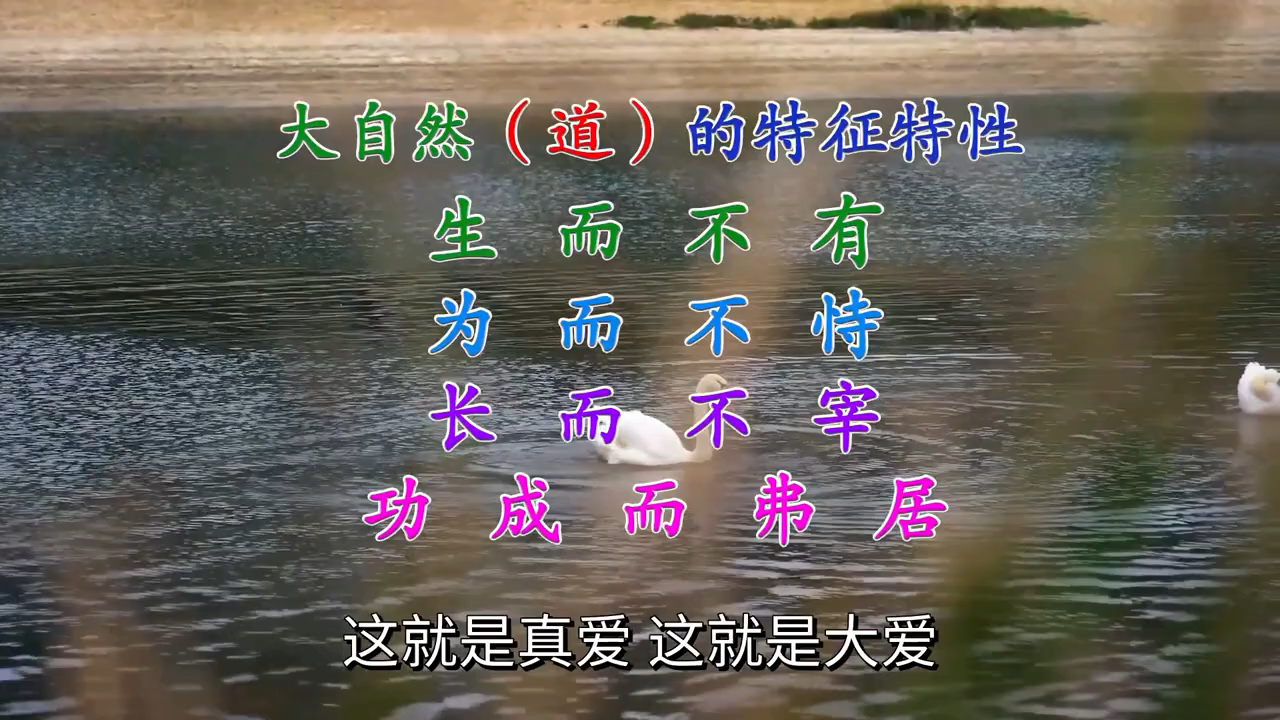 大自然（道）的特征特性
生而不有
为而不恃
长而不宰
功成而弗居
这就是真爱 这就是大爱